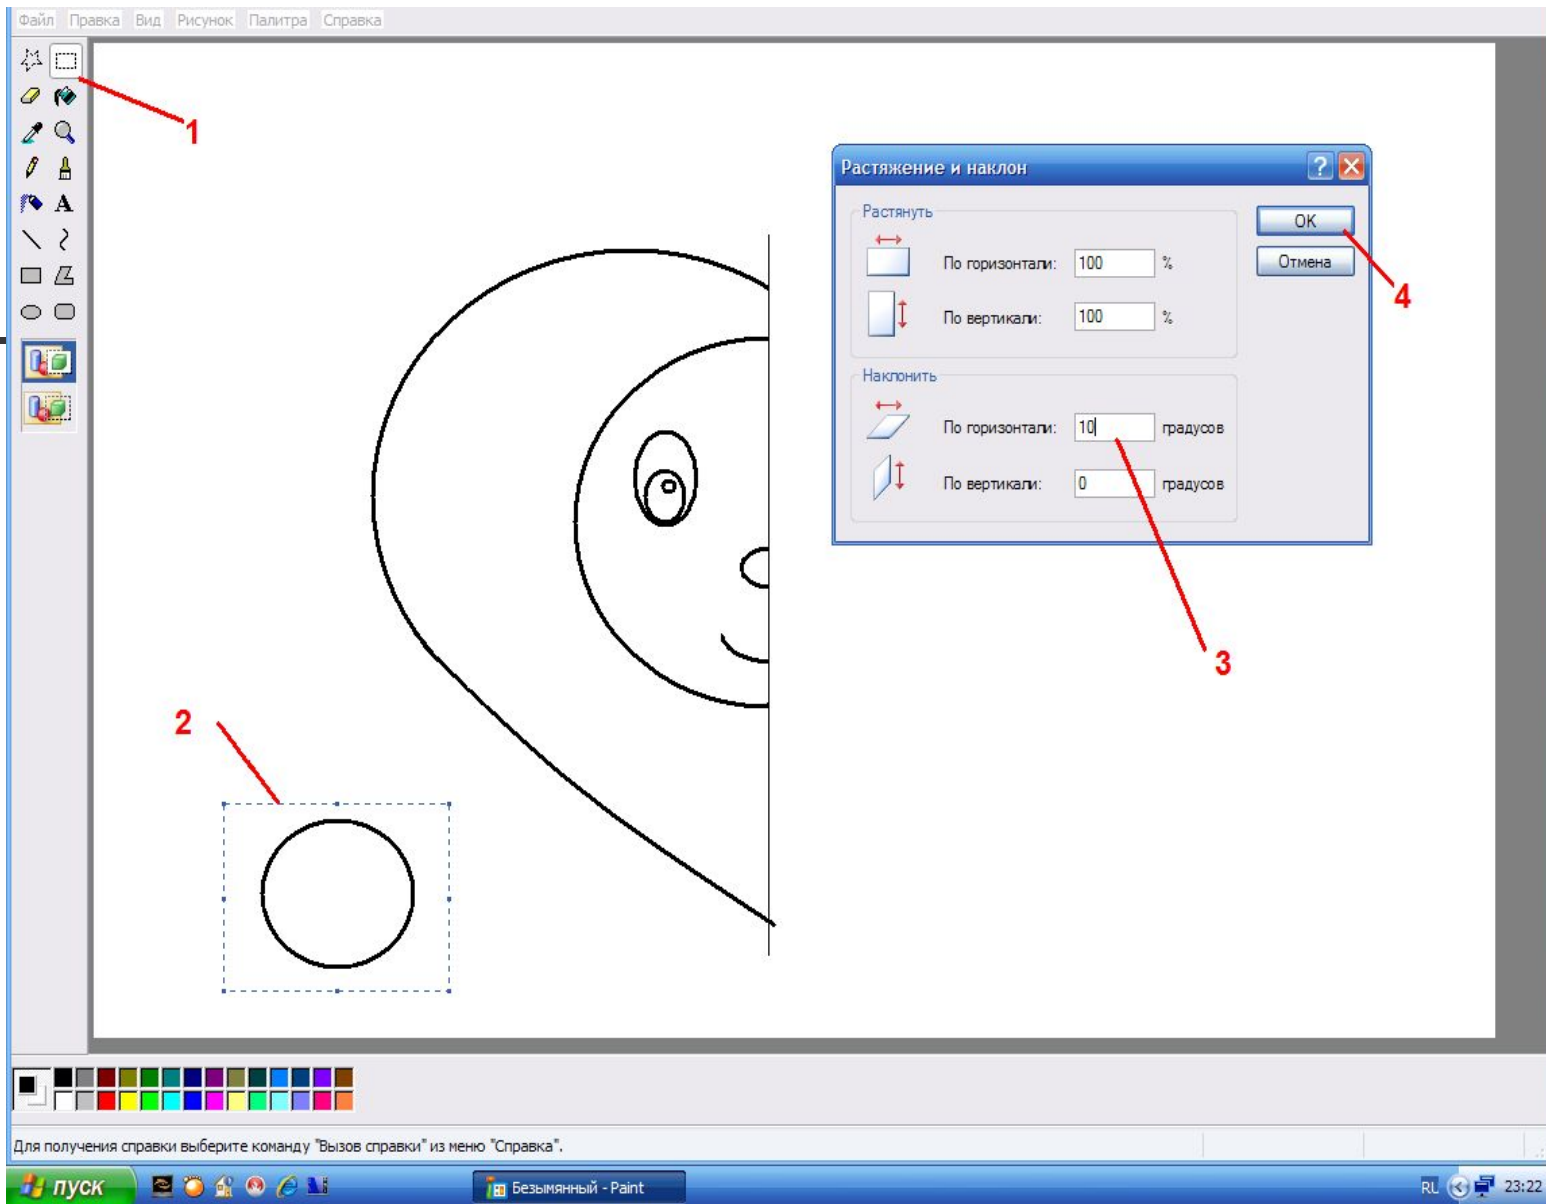 Файл Правка Вид Рисунок Палитра Справка
1
Растяжение и наклон
Растянуть
OK
По горизонтали: 100 %
Отмена
4
По вертикали: 100 %
Наклонить
По горизонтали: 10 градусов
По вертикали: 0 градусов
3
2
A
Для получения справки выберите команду "Вызов справки" из меню "Справка".
пуск
Безымянный - Paint
RL 23:22